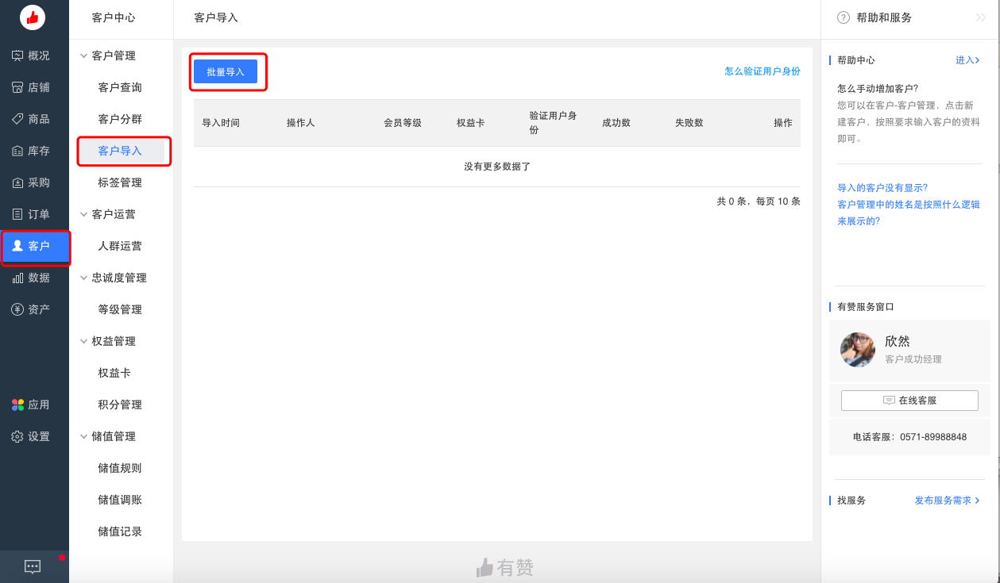 概况
店铺
商品
库存
采购
订单
客户
数据
资产
应用
设置
客户中心
客户管理
客户查询
客户分群
客户导入
标签管理
客户运营
人群运营
忠诚度管理
等级管理
权益管理
权益卡
积分管理
储值管理
储值规则
储值调账
储值记录
客户导入
批量导入
怎么验证用户身份
导入时间 操作人 会员等级 权益卡 验证用户身份 成功数 失败数 操作
没有更多数据了
共 0 条，每页 10 条
有赞
帮助和服务
帮助中心 进入
怎么手动增加客户?
您可以在客户-客户管理，点击新
建客户，按照要求输入客户的资料
即可。
导入的客户没有显示?
客户管理中的姓名是按照什么逻辑
来展示的?
有赞服务窗口
欣然
客户成功经理
在线客服
电话客服：0571-89988848
找服务 发布服务需求